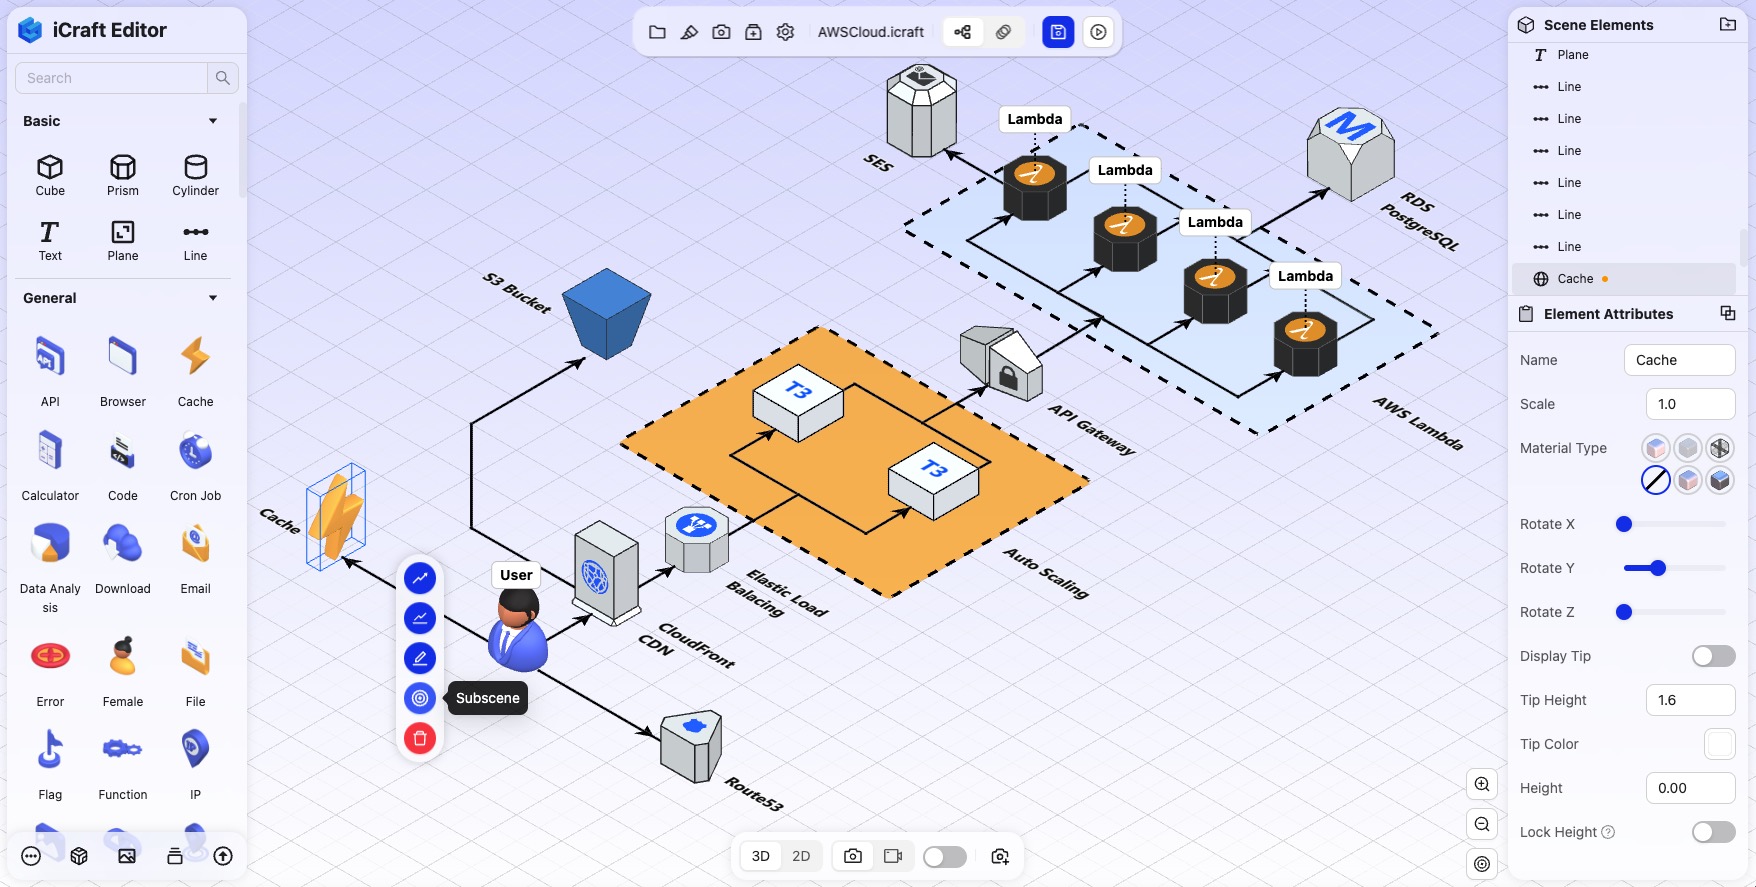 iCraft Editor
Search
Basic
Cube
Prism
Cylinder
T
Text
Plane
Line
General
API
API
Browser
Cache
Calculator
Code
Cron Job
Data Analy
sis
Download
Email
Error
Female
File
IP
Flag
Function
IP
AWSCloud.icraft
SES
Lambda
Lambda
Lambda
Lambda
M
RDS
PostgreSQL
S3 Bucket
T3
T3
API Gateway
AWS Lambda
Cache
User
Auto Scaling
Elastic Load
Balacing
CloudFront
CDN
Subscene
Route53
3D
2D
Scene Elements
T
Plane
Line
Line
Line
Line
Line
Line
Cache
Element Attributes
Name
Cache
Scale
1.0
Material Type
Rotate X
Rotate Y
Rotate Z
Display Tip
Tip Height
1.6
Tip Color
Height
0.00
Lock Height